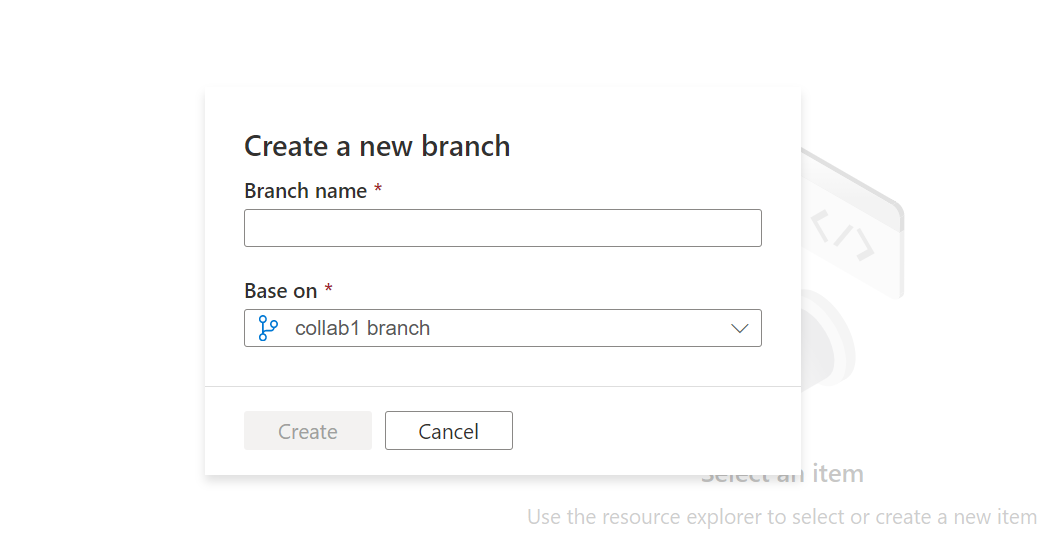 Create a new branch
Branch name *
Base on *
collab1 branch
Create
Cancel
Select an item
Use the resource explorer to select or create a new item